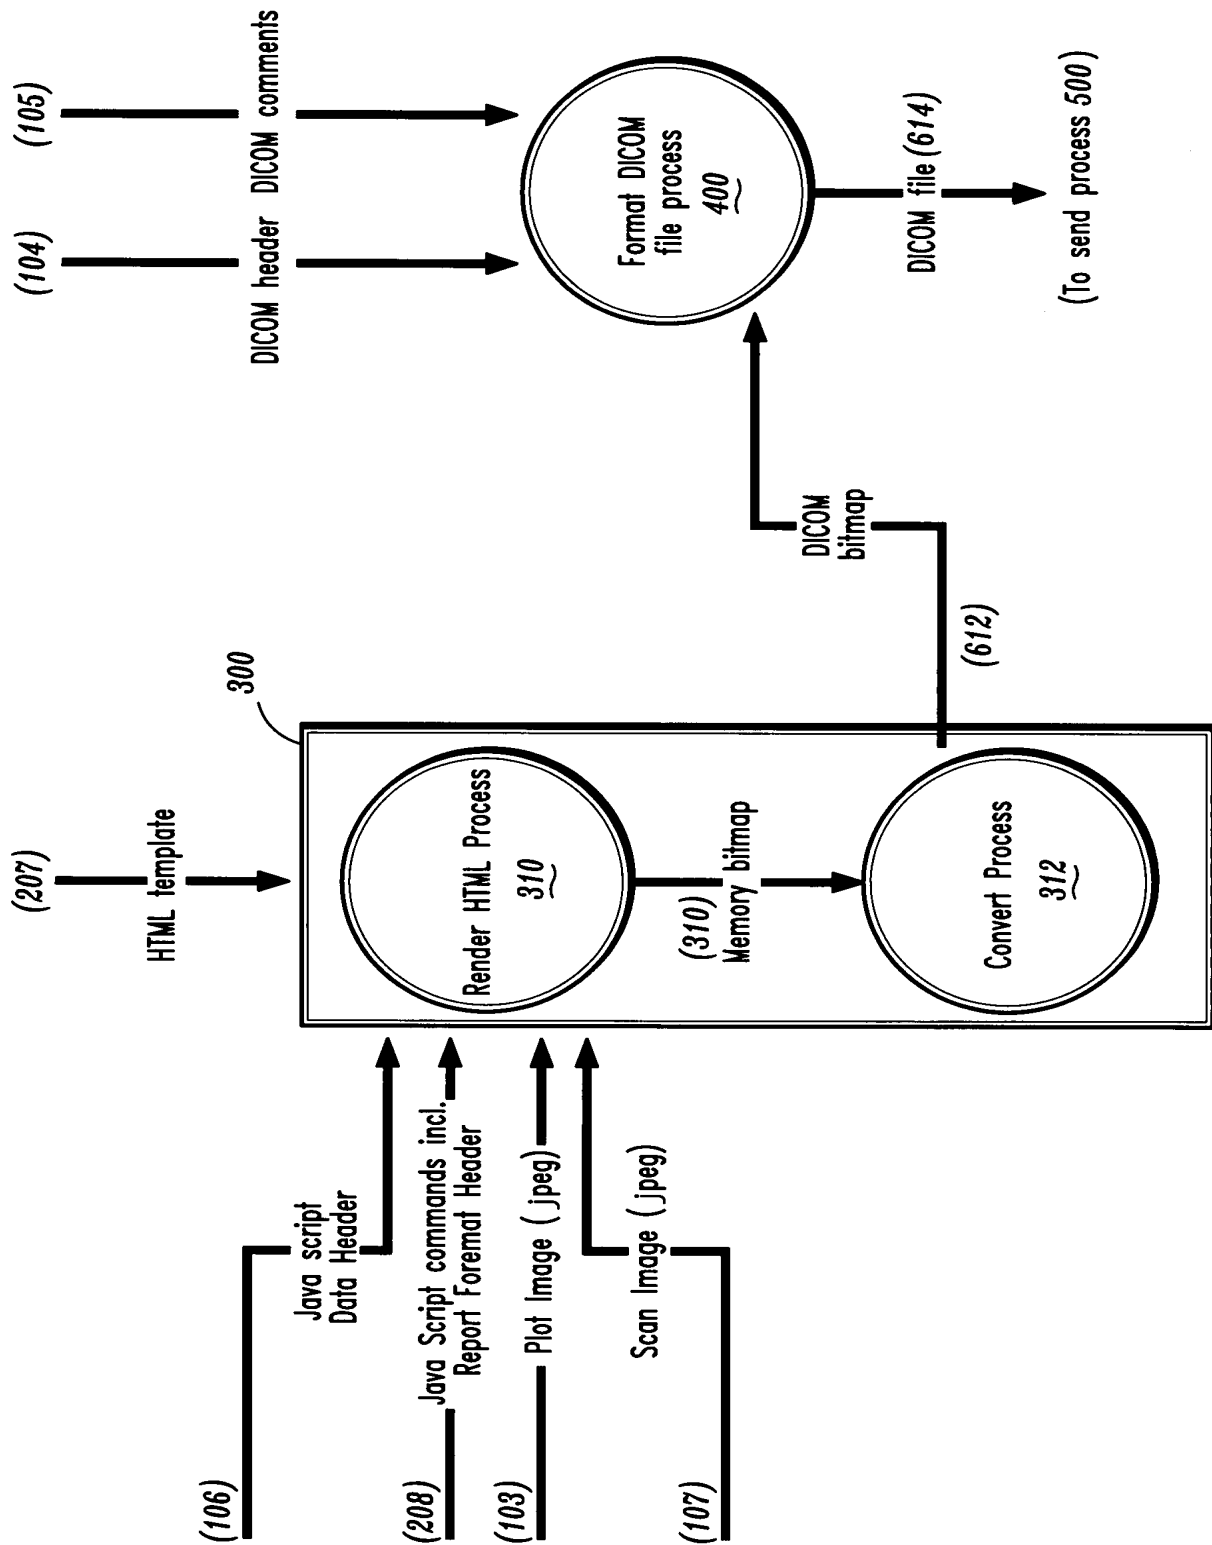 (106)
Java script
Data Header
(208)
Java Script commands incl.
Report Foremat Header
(103)
Plot Image (jpeg)
(107)
Scan Image (jpeg)
(207)
HTML template
300
Render HTML Process
310
(310)
Memory bitmap
Convert Process
312
(612)
DICOM
bitmap
(104)
DICOM header
(105)
DICOM comments
Format DICOM
file process
400
DICOM file (614)
(To send process 500)